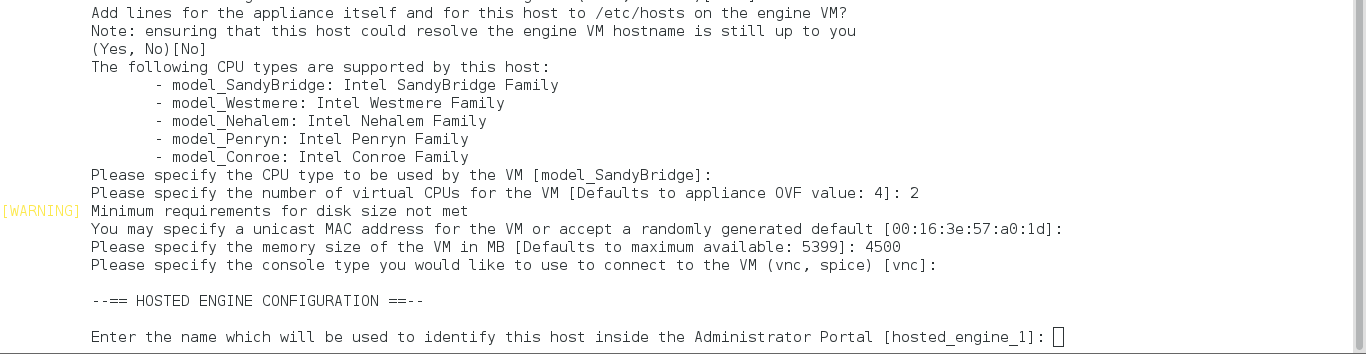 Add lines for the appliance itself and for this host to /etc/hosts on the engine VM?
Note: ensuring that this host could resolve the engine VM hostname is still up to you
(Yes, No)[No]
The following CPU types are supported by this host:
- model_SandyBridge: Intel SandyBridge Family
- model_Westmere: Intel Westmere Family
- model_Nehalem: Intel Nehalem Family
- model_Penryn: Intel Penryn Family
- model_Conroe: Intel Conroe Family
Please specify the CPU type to be used by the VM [model_SandyBridge]:
Please specify the number of virtual CPUs for the VM [Defaults to appliance OVF value: 4]: 2
[WARNING] Minimum requirements for disk size not met
You may specify a unicast MAC address for the VM or accept a randomly generated default [00:16:3e:57:a0:1d]:
Please specify the memory size of the VM in MB [Defaults to maximum available: 5399]: 4500
Please specify the console type you would like to use to connect to the VM (vnc, spice) [vnc]:
--== HOSTED ENGINE CONFIGURATION ==--
Enter the name which will be used to identify this host inside the Administrator Portal [hosted_engine_1]: